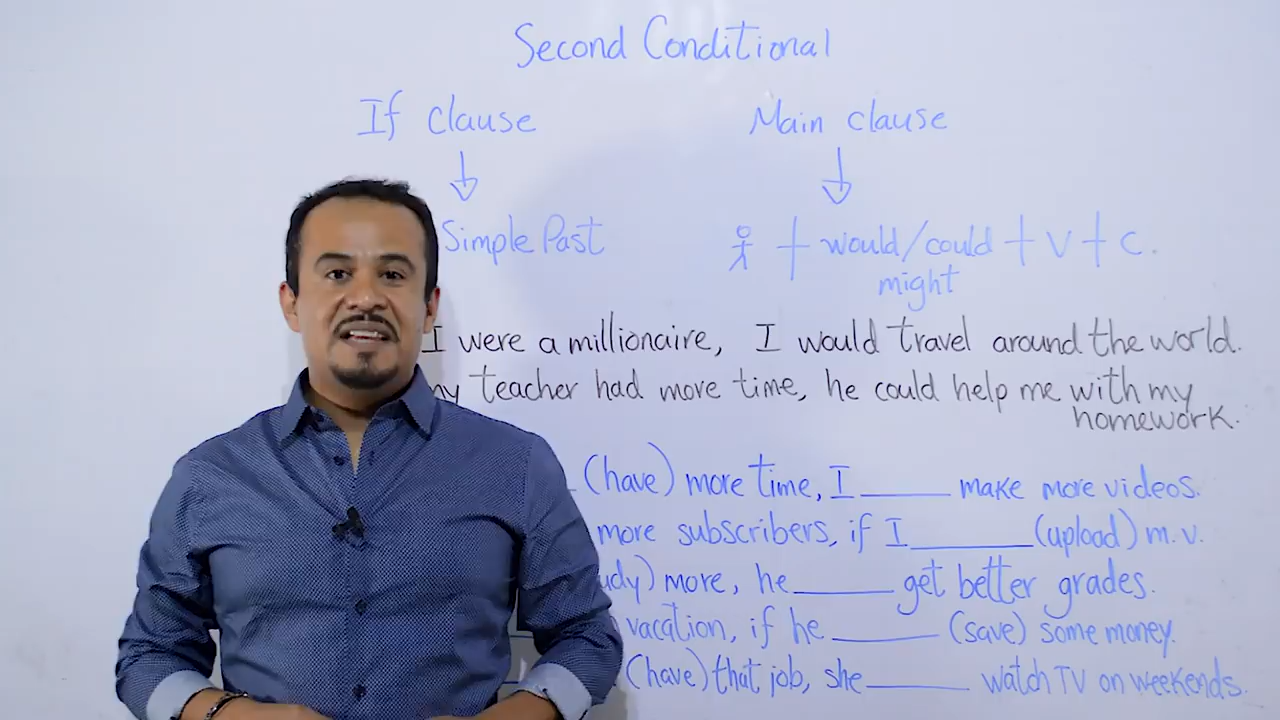 Second Conditional
If clause Main clause
Simple Past + would/could + V + C.
might
I were a millionaire, I would travel around the world.
teacher had more time, he could help me with my
homework.
(have) more time, I ______ make more videos.
more subscribers, if I ______ (upload) m.v.
more, he ______ get better grades.
vacation, if he ______ (save) some money.
(have) that job, she ______ watch TV on weekends.